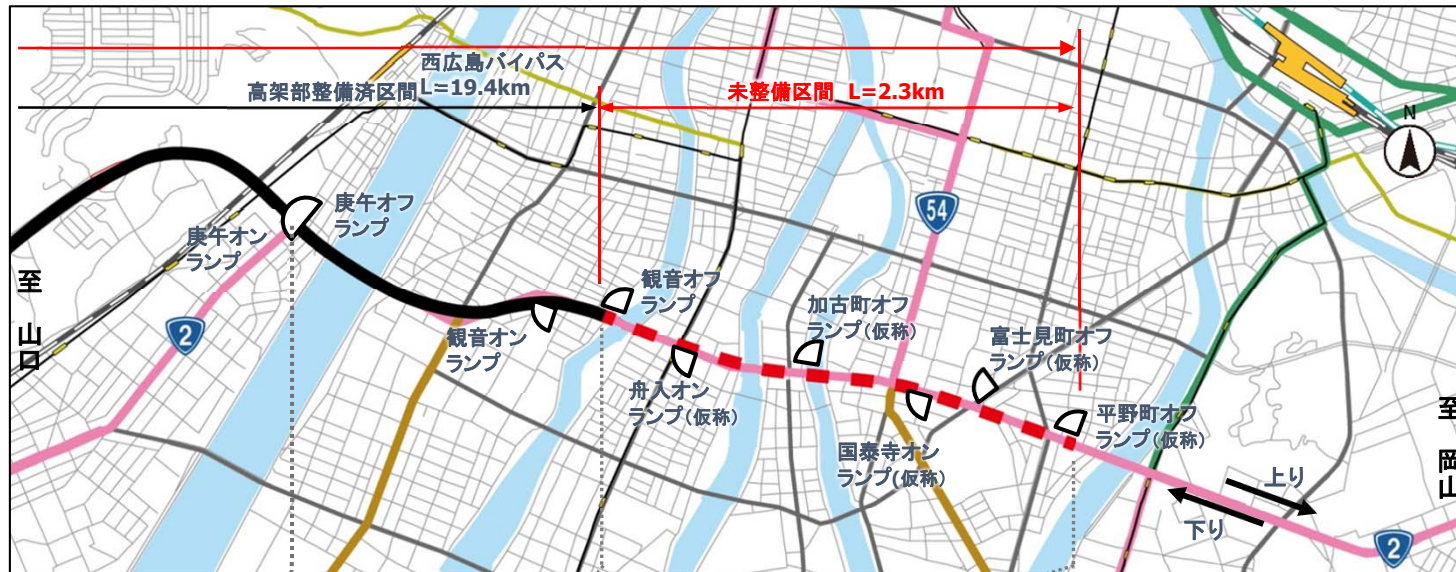 西広島バイパス
L=19.4km
高架部整備済区間
未整備区間 L=2.3km
N
54
庚午オフ
ランプ
庚午オン
ランプ
至 山口
2
観音オフ
ランプ
観音オン
ランプ
舟入オン
ランプ(仮称)
加古町オフ
ランプ(仮称)
富士見町オフ
ランプ(仮称)
国泰寺オン
ランプ(仮称)
平野町オフ
ランプ(仮称)
至 岡山
上り
下り
2